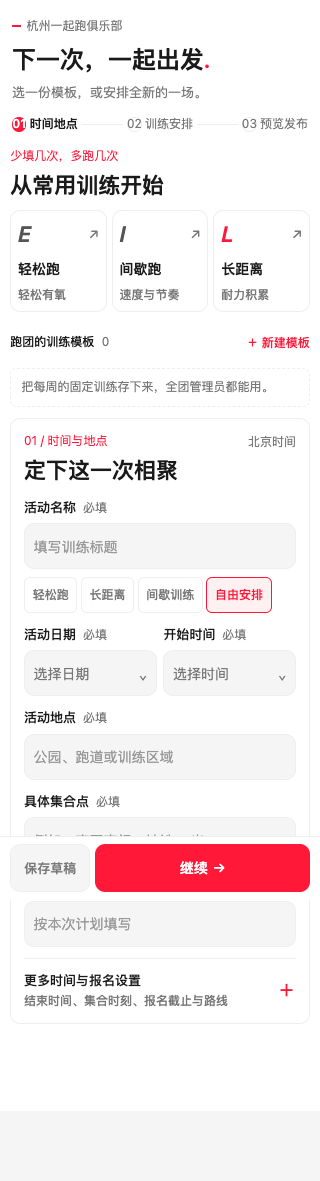 杭州一起跑俱乐部
下一次，一起出发.
选一份模板，或安排全新的一场。
01 时间地点 02 训练安排 03 预览发布
少填几次，多跑几次
从常用训练开始
E ↗ I ↗ L ↗
轻松跑 间歇跑 长距离
轻松有氧 速度与节奏 耐力积累
跑团的训练模板 0 + 新建模板
把每周的固定训练存下来，全团管理员都能用。
01 / 时间与地点 北京时间
定下这一次相聚
活动名称 必填
填写训练标题
轻松跑 长距离 间歇训练 自由安排
活动日期 必填 开始时间 必填
选择日期 选择时间
活动地点 必填
公园、跑道或训练区域
具体集合点 必填
保存草稿 继续 →
按本次计划填写
更多时间与报名设置 +
结束时间、集合时刻、报名截止与路线